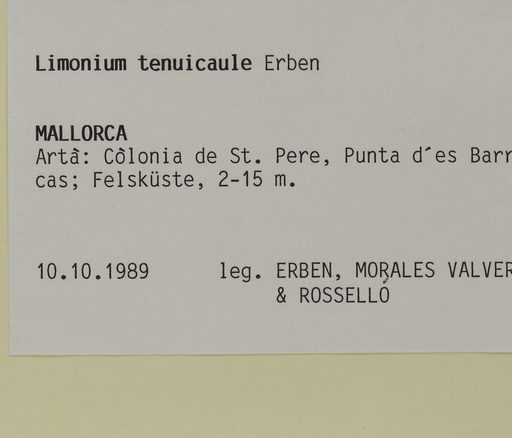 Limonium tenuicaule Erben
MALLORCA
Artâ: Côlonia de St. Pere, Punta d´es Barr
cas; Felsküste, 2-15 m.
10.10.1989 leg. ERBEN, MORALES VALVER
& ROSSELLÓ